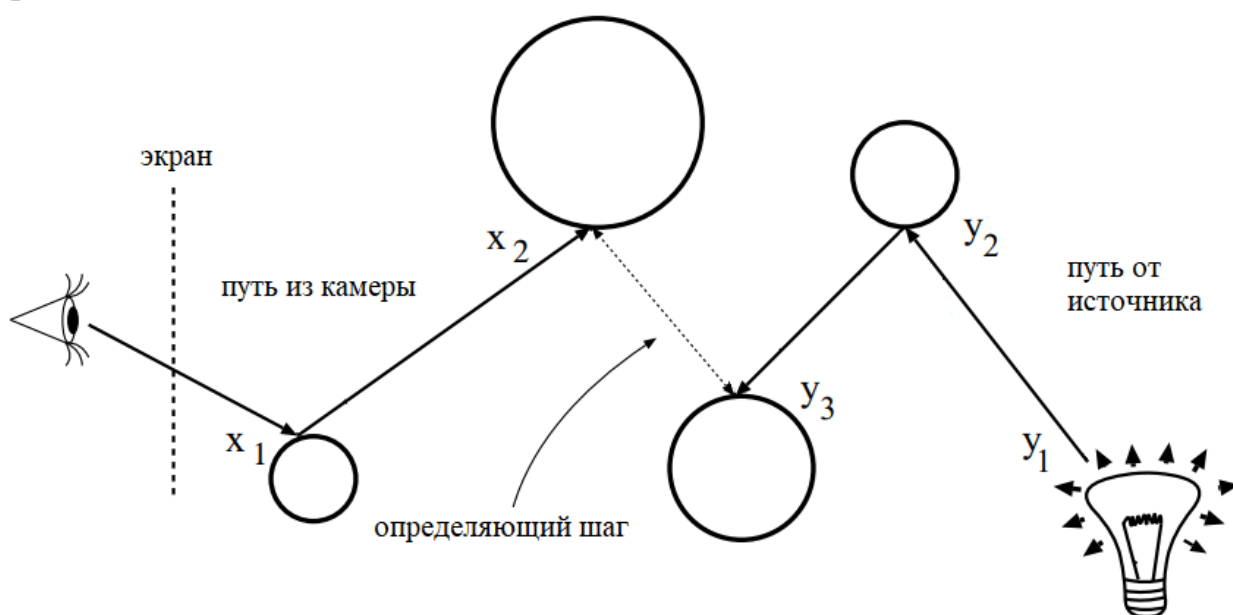 экран
x 2
y 2
путь из камеры
путь от
источника
x 1
y 3
y 1
определяющий шаг